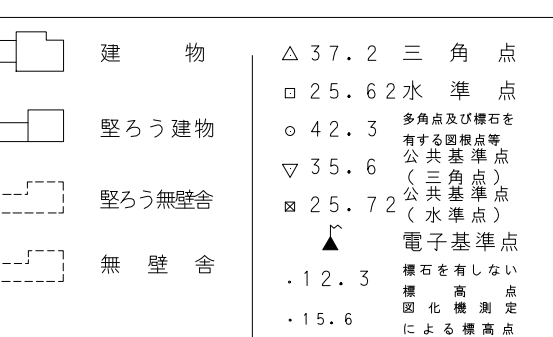 建物
堅ろう建物
堅ろう無壁舎
無壁舎
37.2 三角点
25.62 水準点
42.3 多角点及び標石を
有する図根点等
35.6 公共基準点
(三角点)
25.72 公共基準点
(水準点)
電子基準点
・12.3 標石を有しない
標高点
・15.6 図化機測定
による標高点